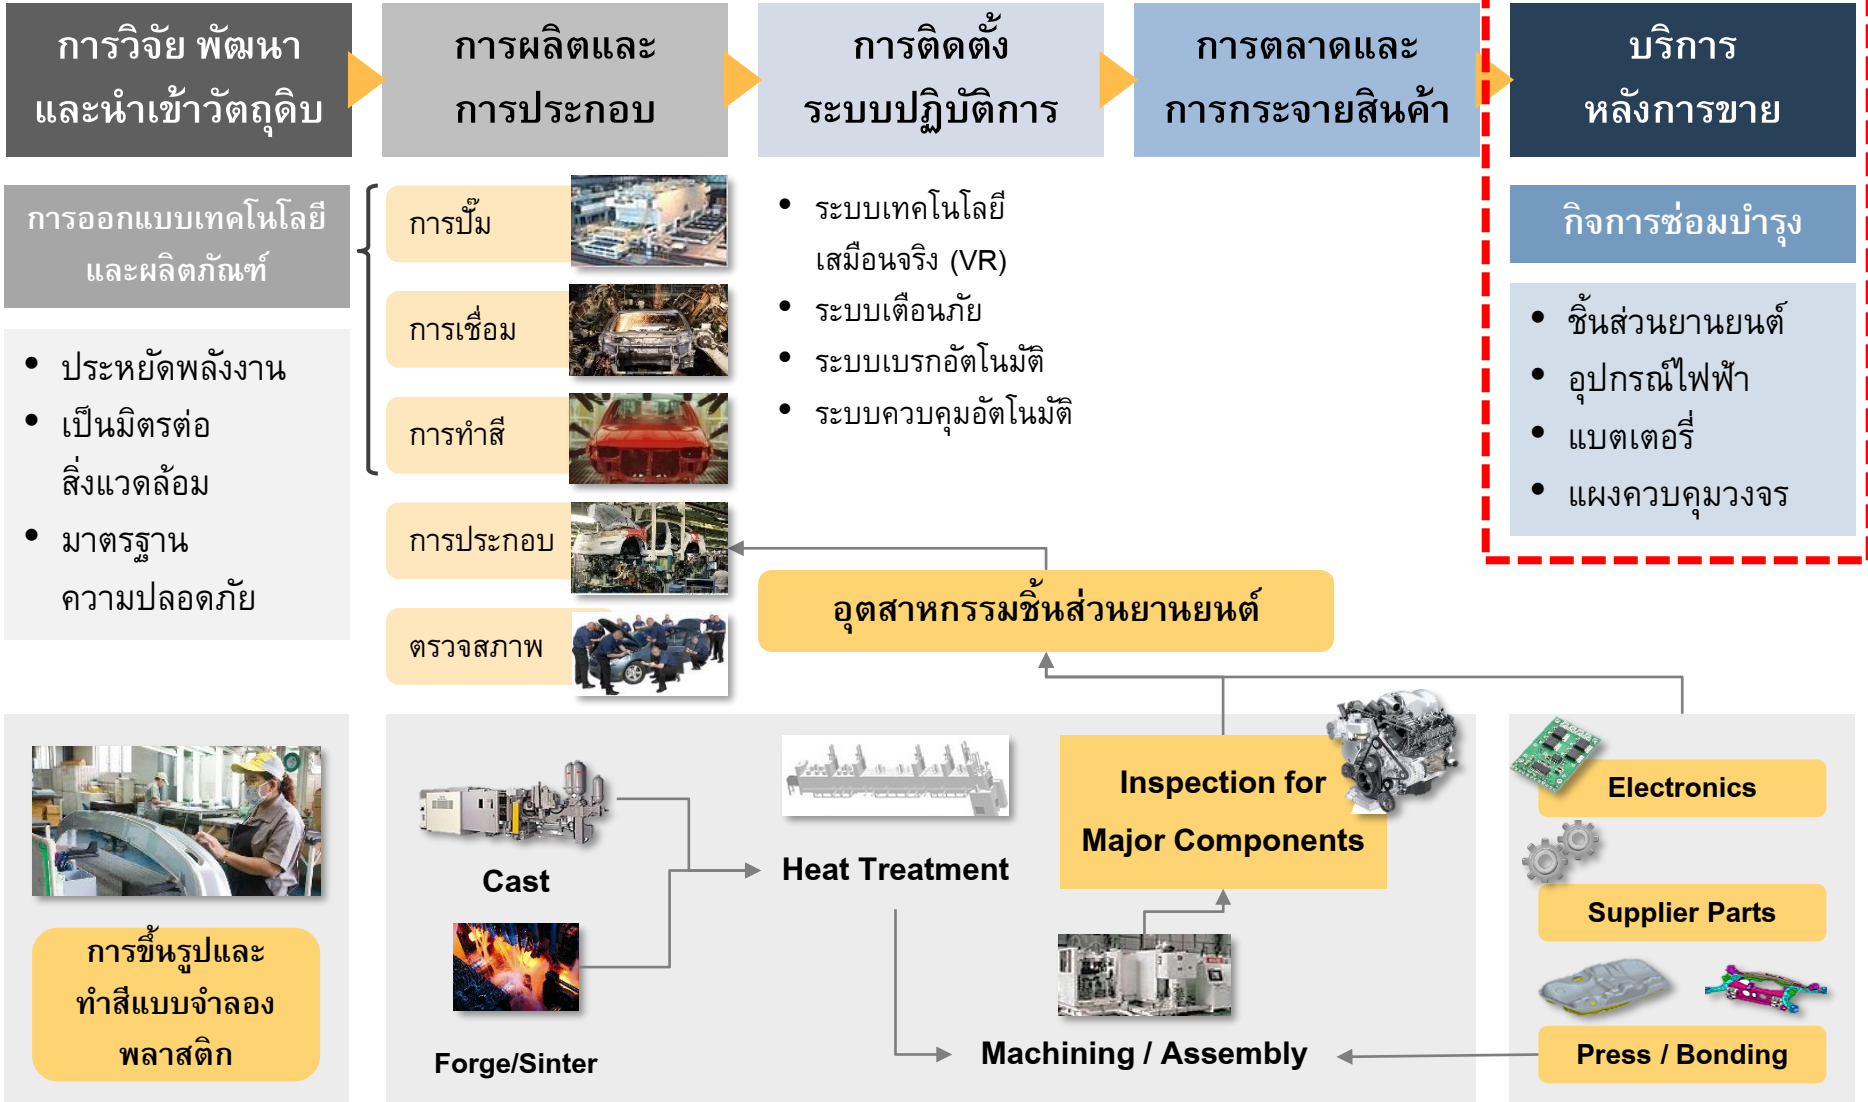 การวิจัย พัฒนา
และนำเข้าวัตถุดิบ
การผลิตและ
การประกอบ
การติดตั้ง
ระบบปฏิบัติการ
การตลาดและ
การกระจายสินค้า
บริการ
หลังการขาย
การออกแบบเทคโนโลยี
และผลิตภัณฑ์
• ประหยัดพลังงาน
• เป็นมิตรต่อ
สิ่งแวดล้อม
• มาตรฐาน
ความปลอดภัย
การปั๊ม
การเชื่อม
การทำสี
การประกอบ
ตรวจสภาพ
• ระบบเทคโนโลยี
เสมือนจริง (VR)
• ระบบเตือนภัย
• ระบบเบรกอัตโนมัติ
• ระบบควบคุมอัตโนมัติ
กิจการซ่อมบำรุง
• ชิ้นส่วนยานยนต์
• อุปกรณ์ไฟฟ้า
• แบตเตอรี่
• แผงควบคุมวงจร
อุตสาหกรรมชิ้นส่วนยานยนต์
การขึ้นรูปและ
ทำสีแบบจำลอง
พลาสติก
Cast
Forge/Sinter
Heat Treatment
Inspection for
Major Components
Machining / Assembly
Electronics
Supplier Parts
Press / Bonding